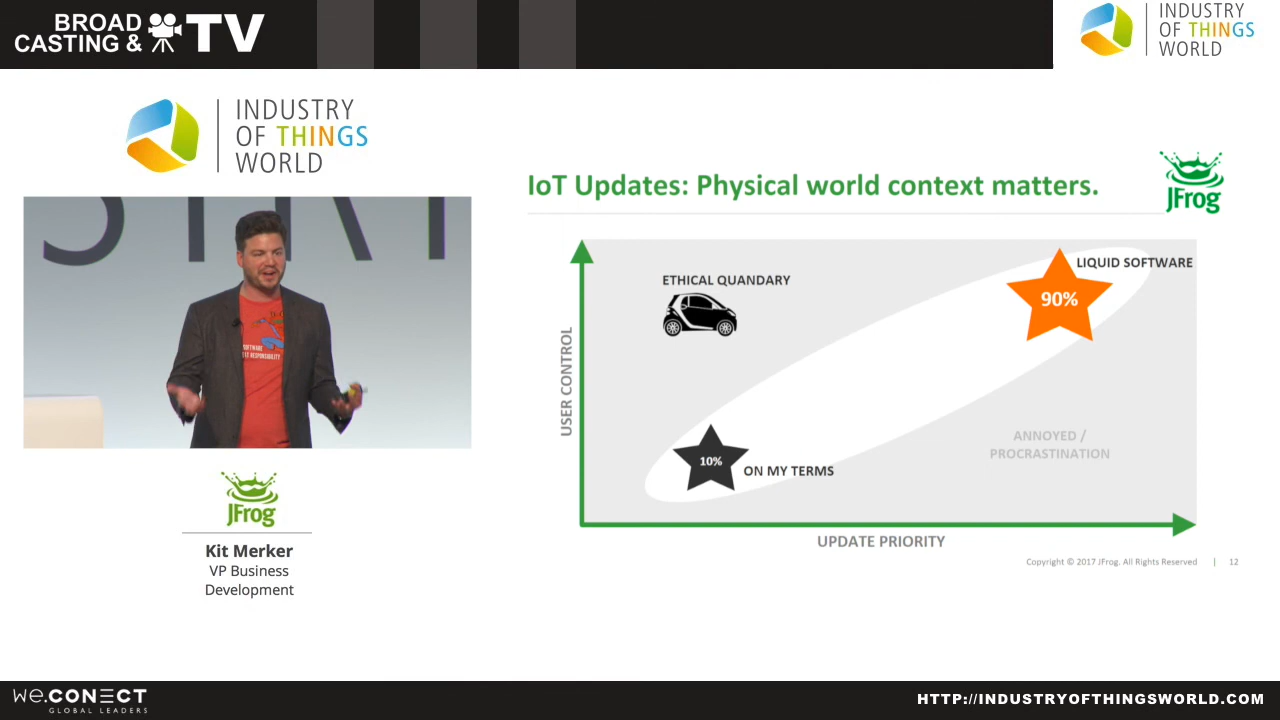 BROAD
CASTING & TV
INDUSTRY
OF THINGS
WORLD
INDUSTRY
OF THINGS
WORLD
IoT Updates: Physical world context matters.
JFrog
ETHICAL QUANDARY
LIQUID SOFTWARE
90%
USER CONTROL
ANNOYED /
PROCRASTINATION
10%
ON MY TERMS
UPDATE PRIORITY
Copyright © 2017 JFrog. All Rights Reserved | 12
SOFTWARE
RESPONSIBILITY
JFrog
Kit Merker
VP Business
Development
we.CONECT
GLOBAL LEADERS
HTTP://INDUSTRYOFTHINGSWORLD.COM